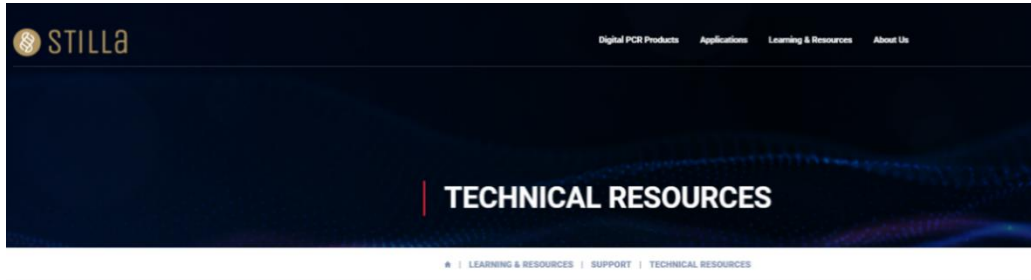 STILLA
Digital PCR Products Applications Learning & Resources About Us
TECHNICAL RESOURCES
| LEARNING & RESOURCES | SUPPORT | TECHNICAL RESOURCES